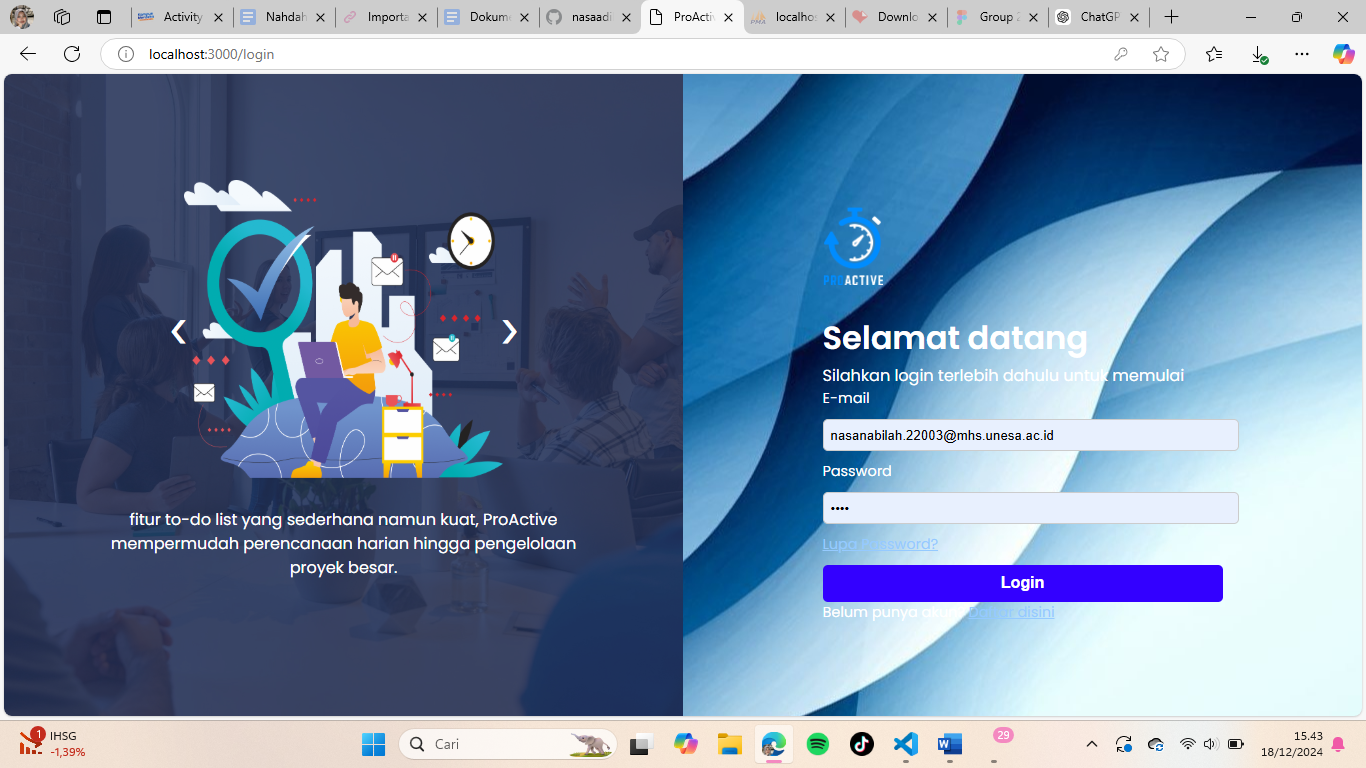 Activity
Nahdah
Importa
Dokume
nasaadi
ProActiv
localhos
Downlo
Group 2
ChatGP
localhost:3000/login
PROACTIVE
Selamat datang
Silahkan login terlebih dahulu untuk memulai
E-mail
nasanabilah.22003@mhs.unesa.ac.id
Password
••••
Lupa Password?
Login
Belum punya akun? Daftar disini
fitur to-do list yang sederhana namun kuat, ProActive
mempermudah perencanaan harian hingga pengelolaan
proyek besar.
1
IHSG
-1,39%
Cari
29
15.43
18/12/2024